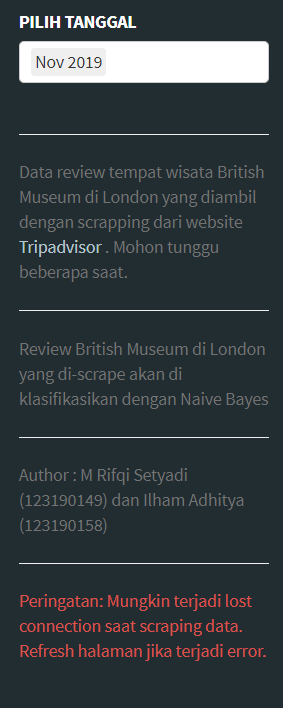 PILIH TANGGAL
Nov 2019
Data review tempat wisata British
Museum di London yang diambil
dengan scrapping dari website
Tripadvisor . Mohon tunggu
beberapa saat.
Review British Museum di London
yang di-scrape akan di
klasifikasikan dengan Naive Bayes
Author : M Rifqi Setyadi
(123190149) dan Ilham Adhitya
(123190158)
Peringatan: Mungkin terjadi lost
connection saat scraping data.
Refresh halaman jika terjadi error.